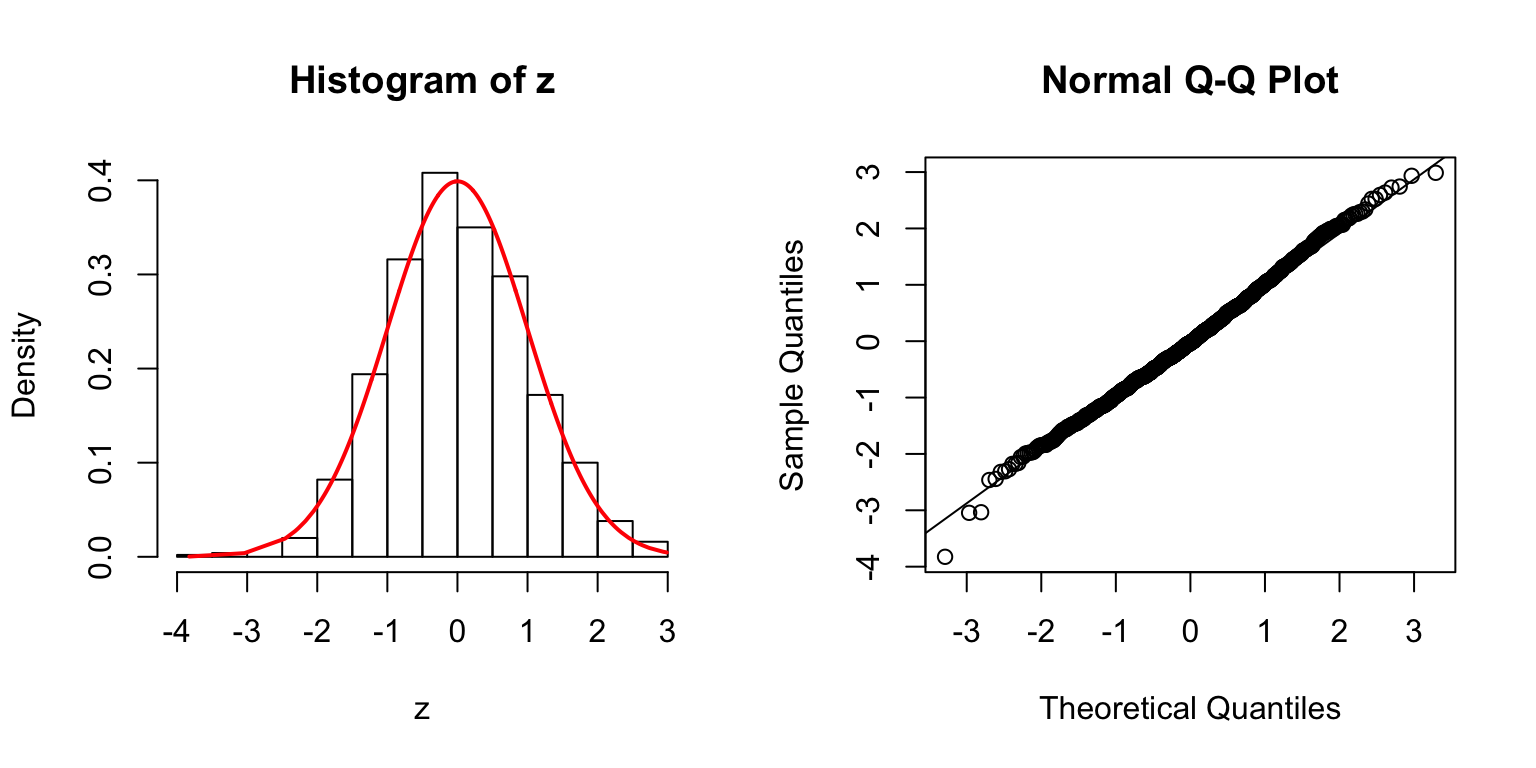 Histogram of z
Density
0.0 0.1 0.2 0.3 0.4
-4 -3 -2 -1 0 1 2 3
z
Normal Q-Q Plot
Sample Quantiles
-4 -3 -2 -1 0 1 2 3
-3 -2 -1 0 1 2 3
Theoretical Quantiles